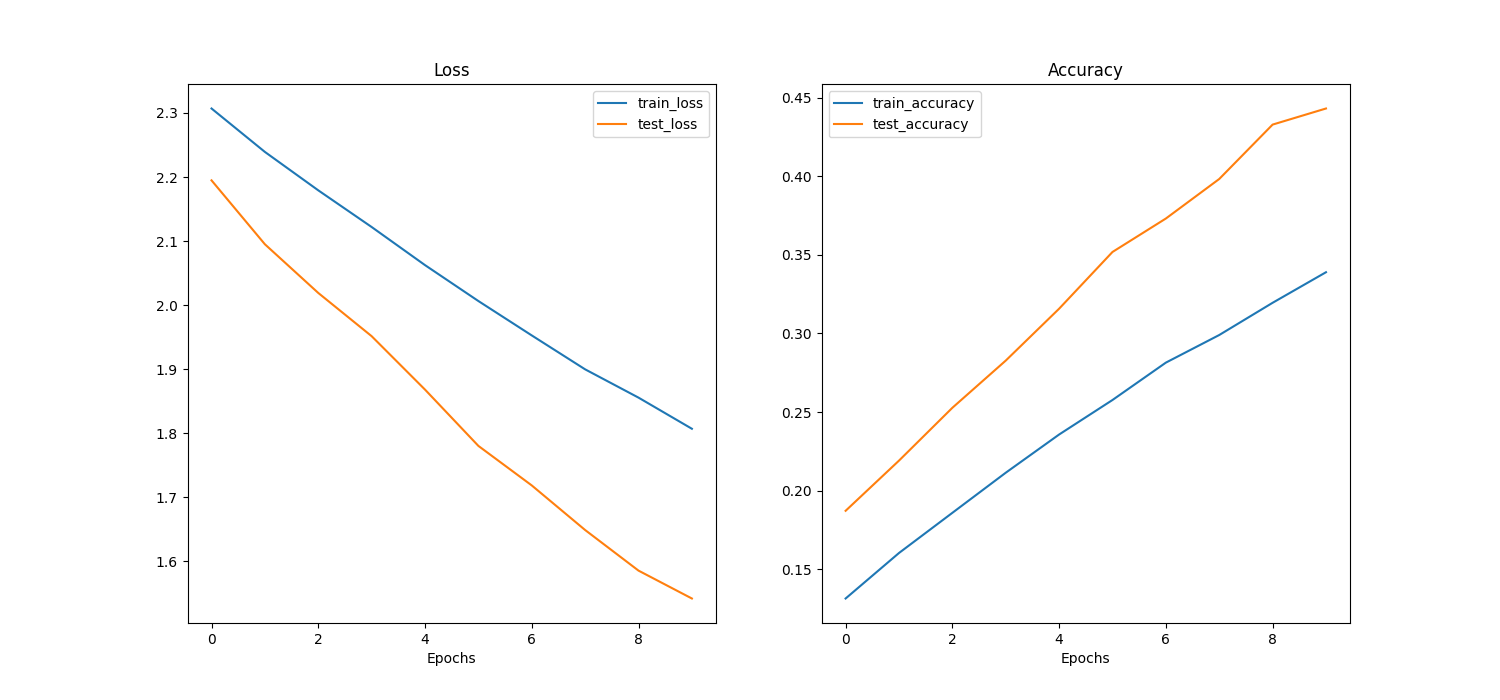 Loss
train_loss
test_loss
2.3
2.2
2.1
2.0
1.9
1.8
1.7
1.6
0 2 4 6 8
Epochs
Accuracy
train_accuracy
test_accuracy
0.45
0.40
0.35
0.30
0.25
0.20
0.15
0 2 4 6 8
Epochs